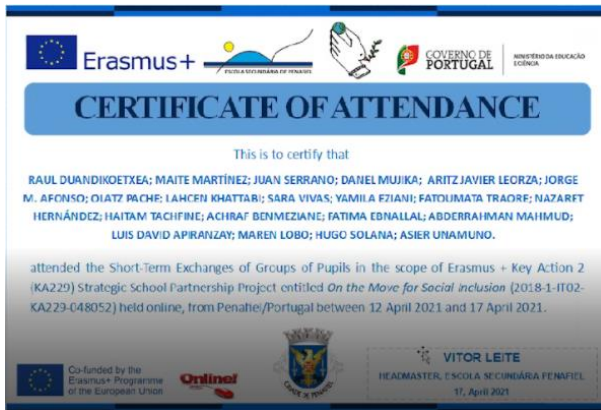 Erasmus+
ESCOLA SECUNDÁRIA DE PENAFIEL
GOVERNO DE
PORTUGAL
MINISTÉRIO DA EDUCAÇÃO
E CIÊNCIA
CERTIFICATE OF ATTENDANCE
This is to certify that
RAUL DUANDIKOETXEA; MAITE MARTÍNEZ; JUAN SERRANO; DANEL MUJIKA; ARITZ JAVIER LEORZA; JORGE
M. AFONSO; OLATZ PACHE; LAHCEN KHATTABI; SARA VIVAS; YAMILA EZIANI; FATOUMATA TRAORE; NAZARET
HERNÁNDEZ; HAITAM TACHFINE; ACHRAF BENMEZIANE; FATIMA EBNALLAL; ABDERRAHMAN MAHMUD;
LUIS DAVID APIRANZAY; MAREN LOBO; HUGO SOLANA; ASIER UNAMUNO.
attended the Short-Term Exchanges of Groups of Pupils in the scope of Erasmus + Key Action 2
(KA229) Strategic School Partnership Project entitled On the Move for Social Inclusion (2018-1-IT02-
KA229-048052) held online, from Penafiel/Portugal between 12 April 2021 and 17 April 2021.
Co-funded by the
Erasmus+ Programme
of the European Union
Online!
CIDADE DE PENAFIEL
VITOR LEITE
HEADMASTER, ESCOLA SECUNDÁRIA PENAFIEL
17, April 2021